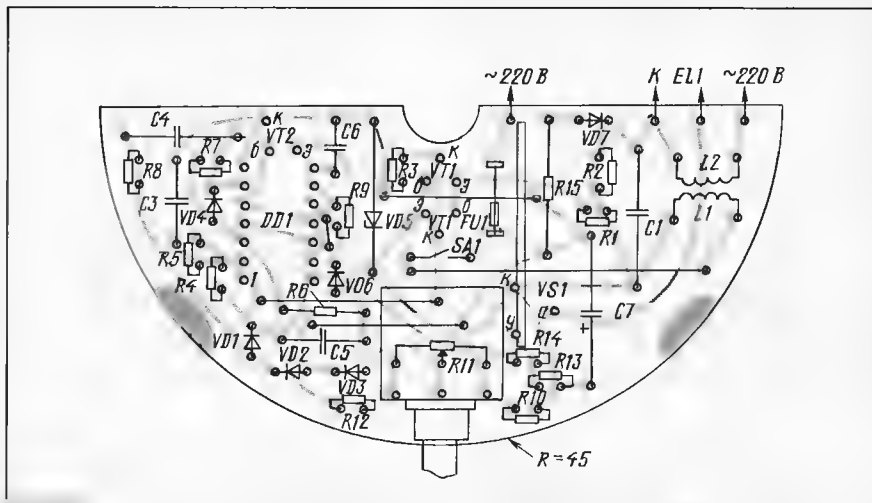 ~220 В
К EL1
~220 В
C4
К
VT2
б
э
C6
VD7
R8
R7
R3
К
VT1
б
э
R2
L2
C3
VD4
DD1
R9
VD5
R15
э
б
VT1
FU1
R1
C1
L1
R5
К
SA1
R4
1
VD6
К
VS1
R6
а
C7
+
У
VD1
C5
R14
VD2
R11
R13
VD3
R10
R12
R=45